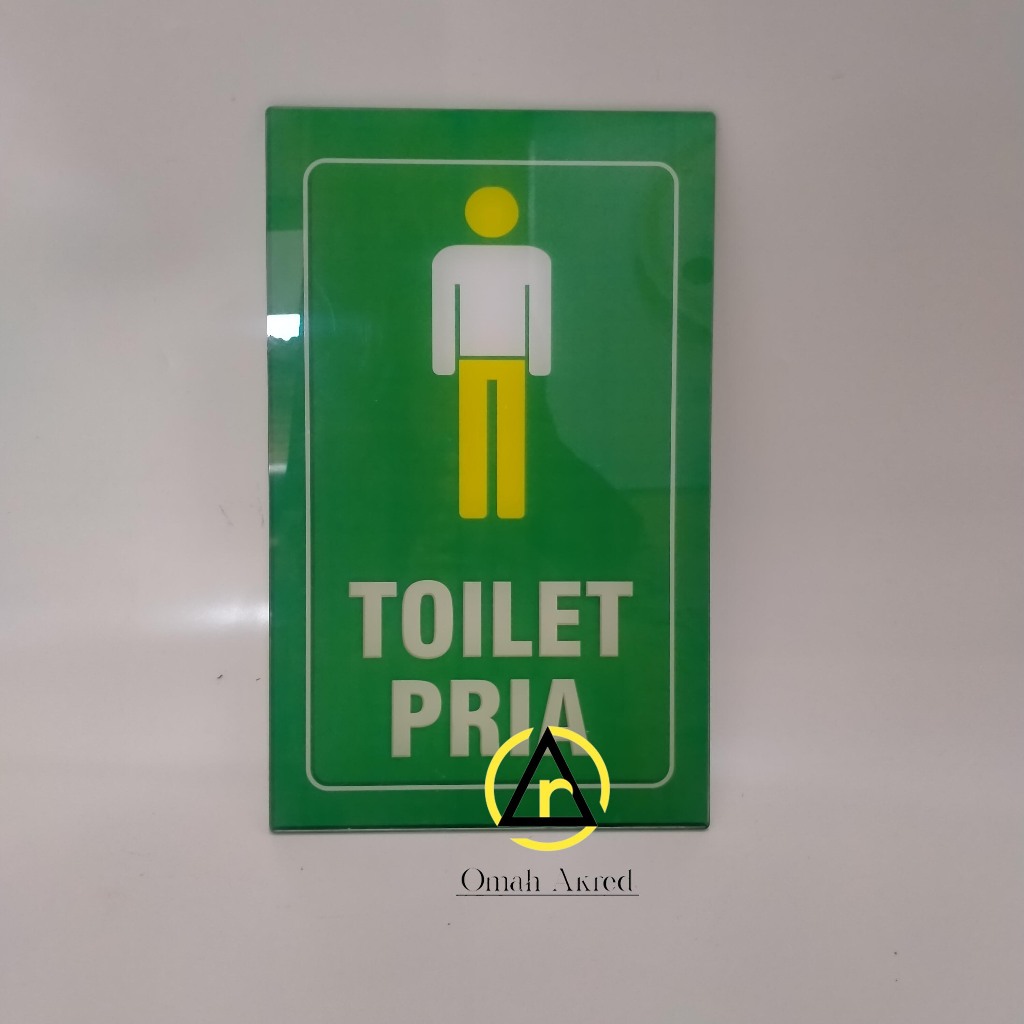 TOILET
PRIA
r
Omah Akred